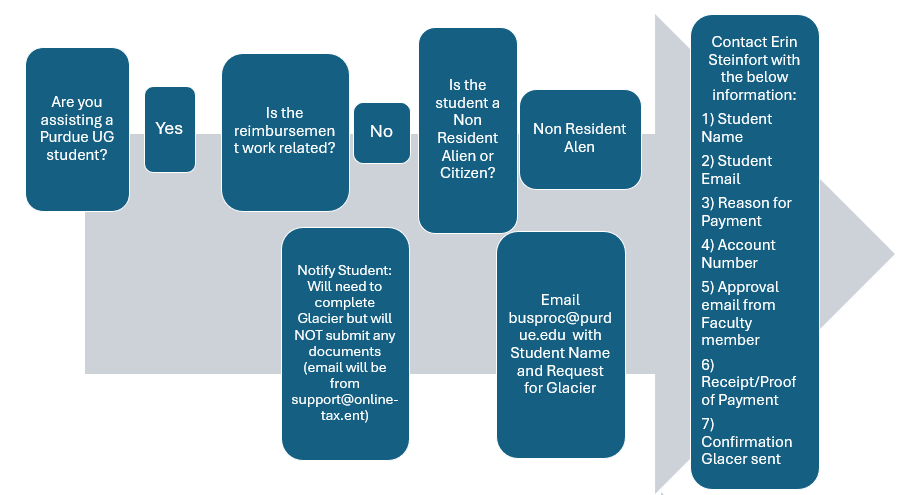 Are you
assisting a
Purdue UG
student?
Yes
Is the
reimbursemen
t work related?
No
Is the
student a
Non
Resident
Alien or
Citizen?
Non Resident
Alen
Notify Student:
Will need to
complete
Glacier but will
NOT submit any
documents
(email will be
from
support@online-
tax.ent)
Email
busproc@purd
ue.edu with
Student Name
and Request
for Glacier
Contact Erin
Steinfort with
the below
information:
1) Student
Name
2) Student
Email
3) Reason for
Payment
4) Account
Number
5) Approval
email from
Faculty
member
6)
Receipt/Proof
of Payment
7)
Confirmation
Glacer sent